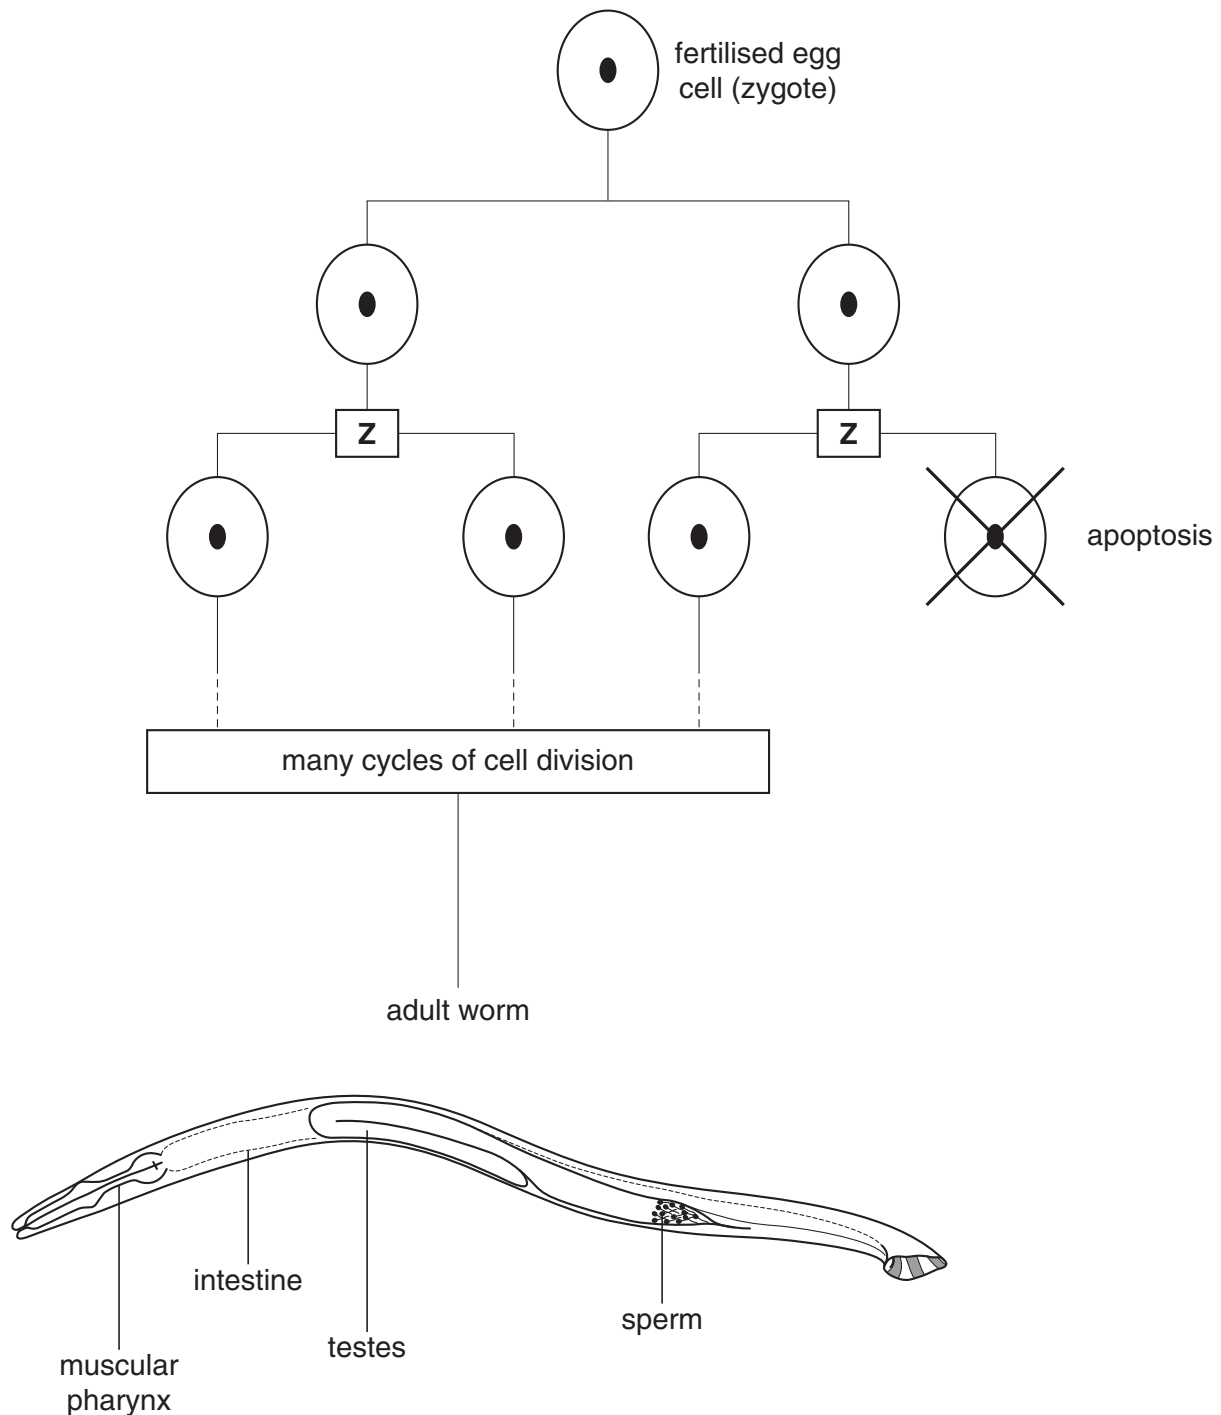 fertilised egg
cell (zygote)
Z
Z
apoptosis
many cycles of cell division
adult worm
intestine
sperm
testes
muscular
pharynx